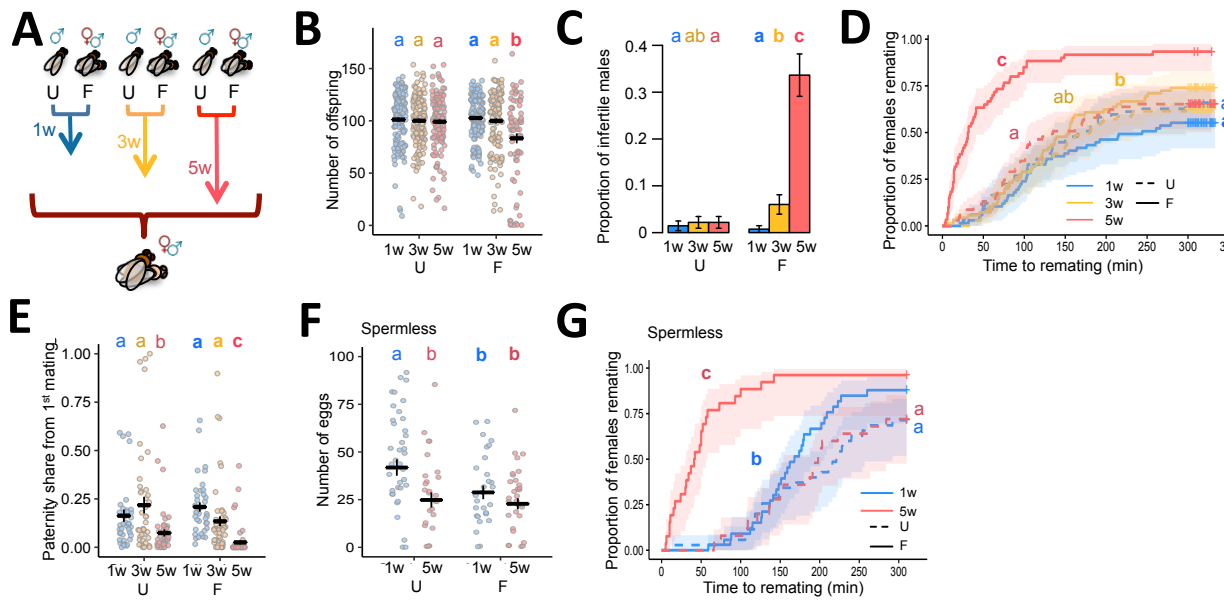 A
♂ ♀♂ ♂ ♀♂ ♂ ♀♂
U F U F U F
1w 3w 5w
♀♂
B
a a a a a b
Number of offspring
150
100
50
0
1w 3w 5w 1w 3w 5w
U F
C
a ab a a b c
Proportion of infertile males
0.4
0.3
0.2
0.1
0
1w 3w 5w 1w 3w 5w
U F
D
Proportion of females remating
1.00
0.75
0.50
0.25
0.00
c
b
ab
a
a
a
1w
3w
5w
U
F
0 50 100 150 200 250 300
Time to remating (min)
E
a a b a a c
Paternity share from 1st mating
1.00
0.75
0.50
0.25
0.00
1w 3w 5w 1w 3w 5w
U F
F
Spermless
a b b b
Number of eggs
100
75
50
25
0
1w 5w 1w 5w
U F
G
Spermless
Proportion of females remating
1.00
0.75
0.50
0.25
0.00
c
b
a
a
1w
5w
U
F
0 50 100 150 200 250 300
Time to remating (min)